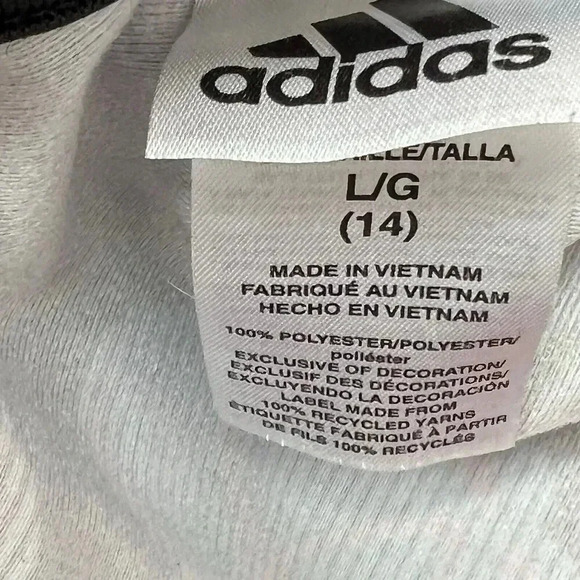 adidas
/TALLA
L/G
(14)
MADE IN VIETNAM
FABRIQUÉ AU VIETNAM
HECHO EN VIETNAM
100% POLYESTER/POLYESTER/
poliéster
EXCLUSIVE OF DECORATION/
EXCLUSIF DES DÉCORATIONS/
EXCLUYENDO LA DECORACIÓN
LABEL MADE FROM
100% RECYCLED YARNS
ÉTIQUETTE FABRIQUÉ À PARTIR
DE FILS 100% RECYCLÉS